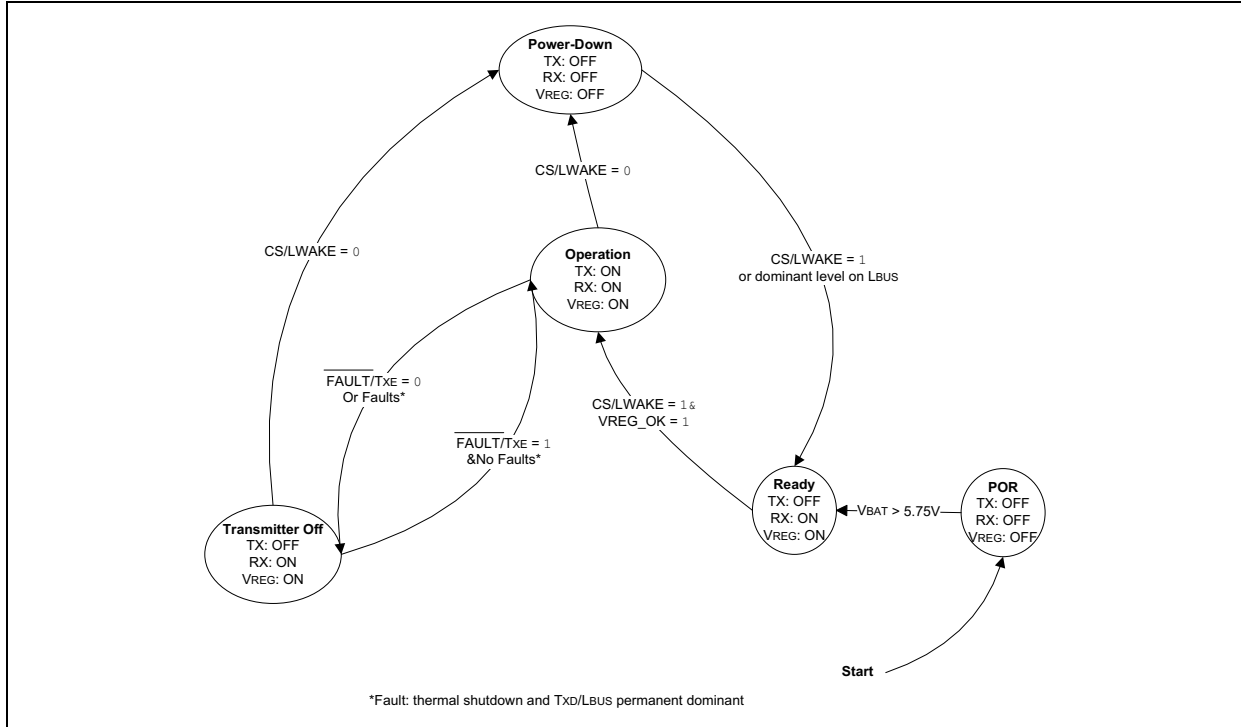 Power-Down
TX: OFF
RX: OFF
VREG: OFF
CS/LWAKE = 0
CS/LWAKE = 0
Operation
TX: ON
RX: ON
VREG: ON
CS/LWAKE = 1
or dominant level on LBUS
FAULT/TXE = 0
Or Faults*
CS/LWAKE = 1 &
VREG_OK = 1
FAULT/TXE = 1
&No Faults*
Ready
TX: OFF
RX: ON
VREG: ON
VBAT > 5.75V
POR
TX: OFF
RX: OFF
VREG: OFF
Transmitter Off
TX: OFF
RX: ON
VREG: ON
Start
*Fault: thermal shutdown and TXD/LBUS permanent dominant